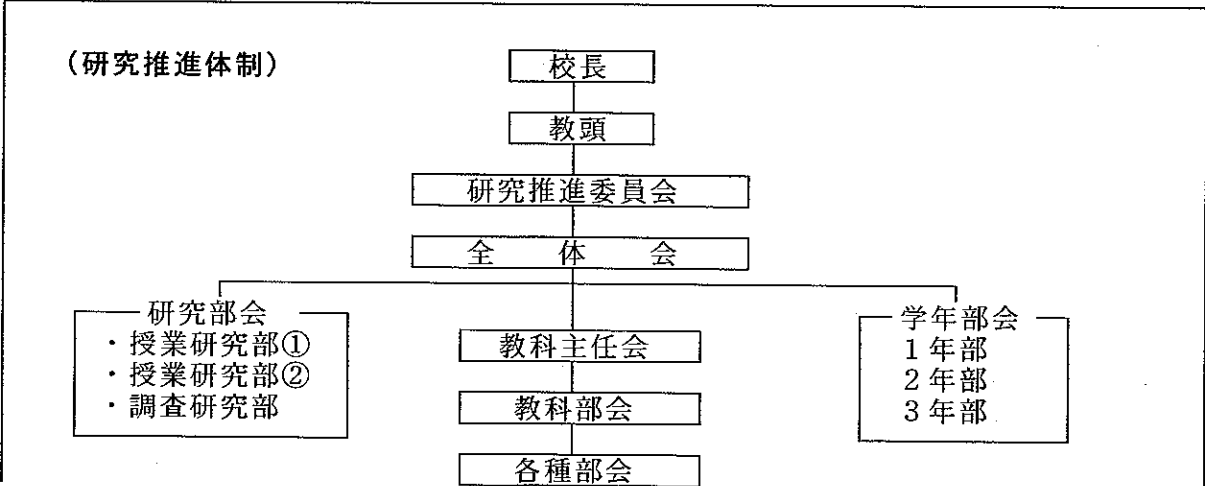 (研究推進体制)
校長
教頭
研究推進委員会
全体会
研究部会
・授業研究部①
・授業研究部②
・調査研究部
教科主任会
教科部会
各種部会
学年部会
1年部
2年部
3年部